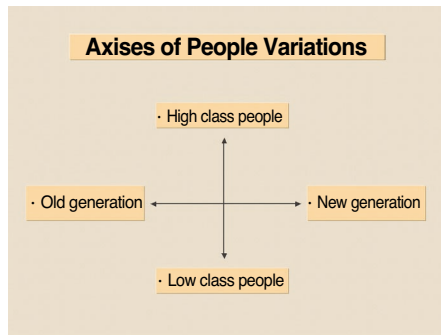 Axises of People Variations
· High class people
· Old generation
· New generation
· Low class people